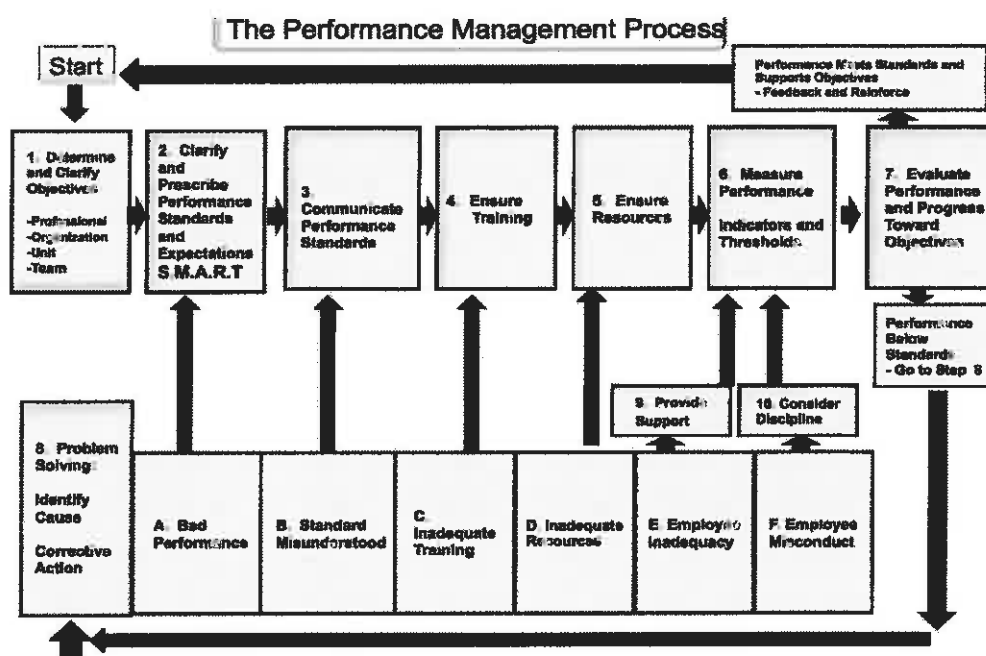 The Performance Management Process
Start
Performance Meets Standards and
Supports Objectives
- Feedback and Reinforce
1. Determine
and Clarify
Objectives
-Professional
-Organization
-Unit
-Team
2. Clarify
and
Prescribe
Performance
Standards
and
Expectations
S.M.A.R.T
3.
Communicate
Performance
Standards
4. Ensure
Training
5. Ensure
Resources
6. Measure
Performance
Indicators and
Thresholds
7. Evaluate
Performance
and Progress
Toward
Objectives
Performance
Below
Standards
- Go to Step 8
9. Provide
Support
10. Consider
Discipline
8. Problem
Solving:
Identify
Cause
Corrective
Action
A. Bad
Performance
B. Standard
Misunderstood
C.
Inadequate
Training
D. Inadequate
Resources
E. Employee
Inadequacy
F. Employee
Misconduct